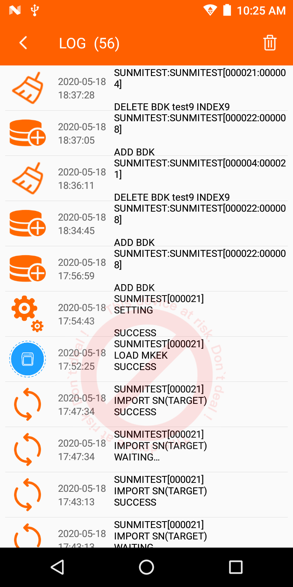 10:25 AM
LOG (56)
2020-05-18
18:37:28
SUNMITEST:SUNMITEST[000021:00000
4]
DELETE BDK test9 INDEX9
2020-05-18
18:37:05
SUNMITEST:SUNMITEST[000022:00000
8]
ADD BDK
2020-05-18
18:36:11
SUNMITEST:SUNMITEST[000004:00002
1]
DELETE BDK test9 INDEX9
2020-05-18
18:34:45
SUNMITEST:SUNMITEST[000022:00000
8]
ADD BDK
2020-05-18
17:56:59
SUNMITEST:SUNMITEST[000022:00000
8]
ADD BDK
2020-05-18
17:54:43
SUNMITEST[000021]
SETTING
SUCCESS
2020-05-18
17:52:25
SUNMITEST[000021]
LOAD MKEK
SUCCESS
2020-05-18
17:47:34
SUNMITEST[000021]
IMPORT SN(TARGET)
SUCCESS
2020-05-18
17:47:34
SUNMITEST[000021]
IMPORT SN(TARGET)
WAITING...
2020-05-18
17:43:13
SUNMITEST[000021]
IMPORT SN(TARGET)
SUCCESS
2020-05-18
17:43:13
SUNMITEST[000021]
IMPORT SN(TARGET)
WAITING
at risk, Don't deal !